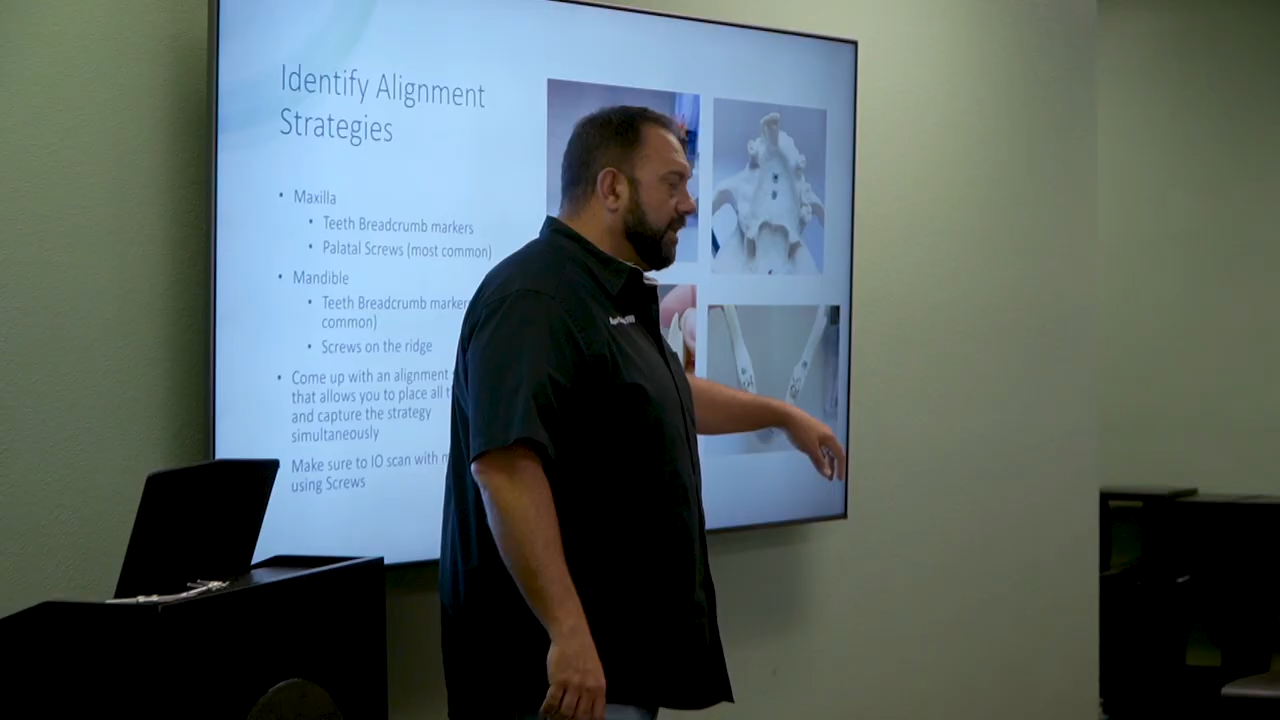 Identify Alignment
Strategies
• Maxilla
• Teeth Breadcrumb markers
• Palatal Screws (most common)
• Mandible
• Teeth Breadcrumb
common)
• Screws on the ridge
• Come up with an alignment
that allows you to place all
and capture the strategy
simultaneously
Make sure to IO scan with
using Screws